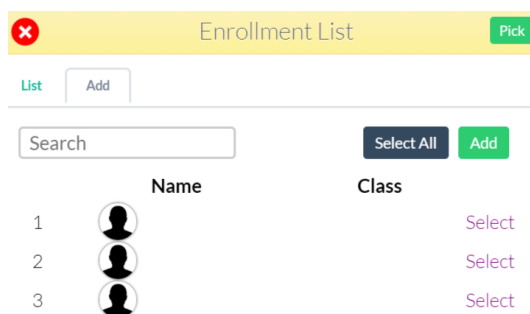 Enrollment List Pick
List Add
Search Select All Add
Name Class
1 Select
2 Select
3 Select